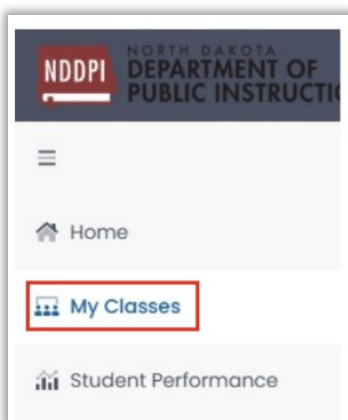 NDDPI
NORTH DAKOTA
DEPARTMENT OF
PUBLIC INSTRUCTI
Home
My Classes
Student Performance